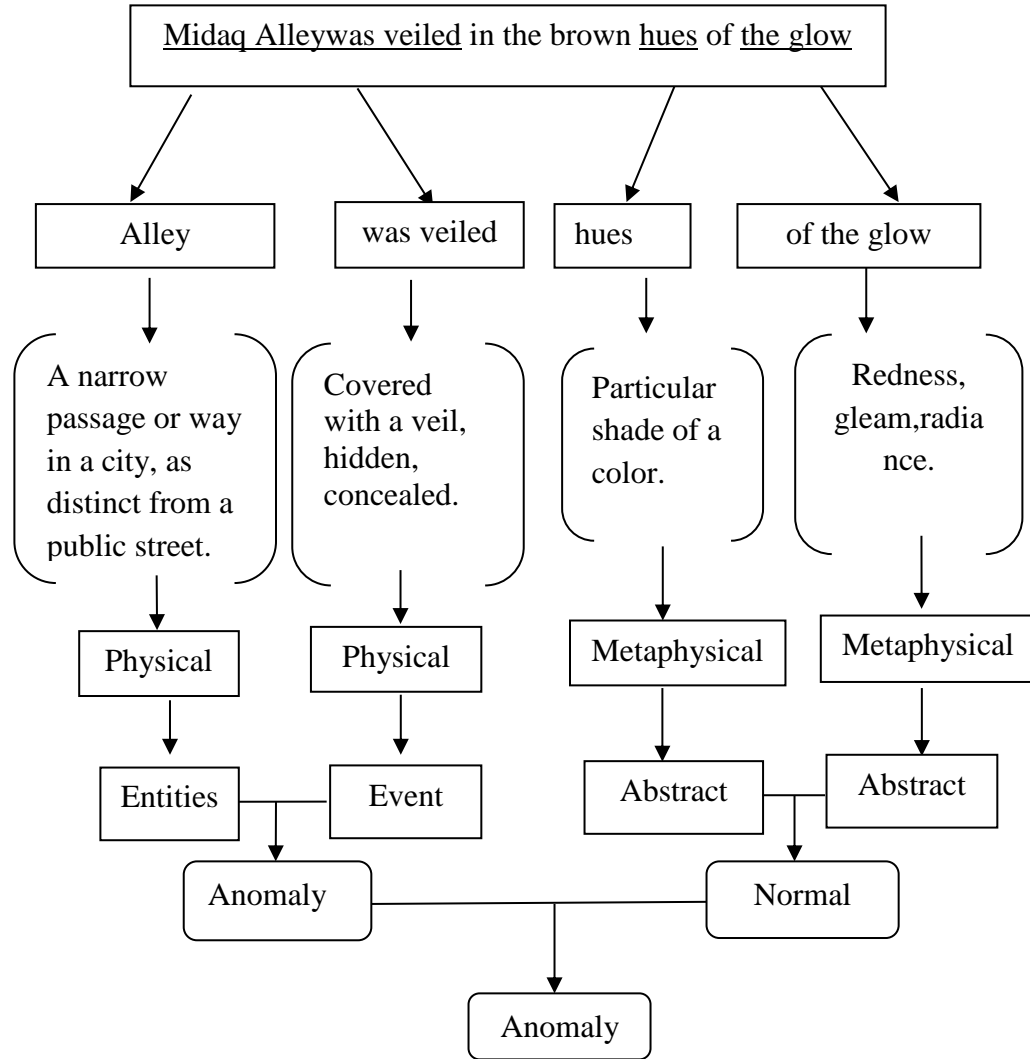 Midaq Alleywas veiled in the brown hues of the glow
Alley
was veiled
hues
of the glow
A narrow
passage or way
in a city, as
distinct from a
public street.
Covered
with a veil,
hidden,
concealed.
Particular
shade of a
color.
Redness,
gleam,radia
nce.
Physical
Physical
Metaphysical
Metaphysical
Entities
Event
Abstract
Abstract
Anomaly
Normal
Anomaly